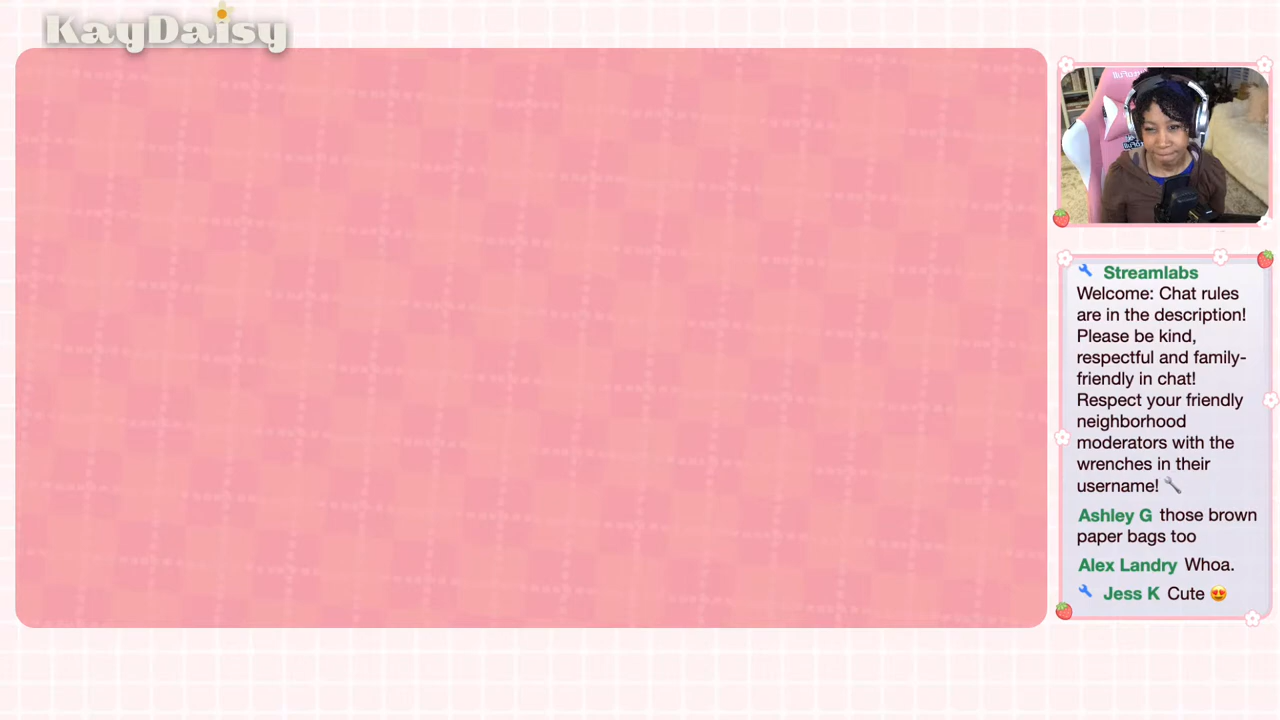 KayDaisy
Streamlabs
Welcome: Chat rules
are in the description!
Please be kind,
respectful and family-
friendly in chat!
Respect your friendly
neighborhood
moderators with the
wrenches in their
username! 🔧
Ashley G those brown
paper bags too
Alex Landry Whoa.
Jess K Cute 😍